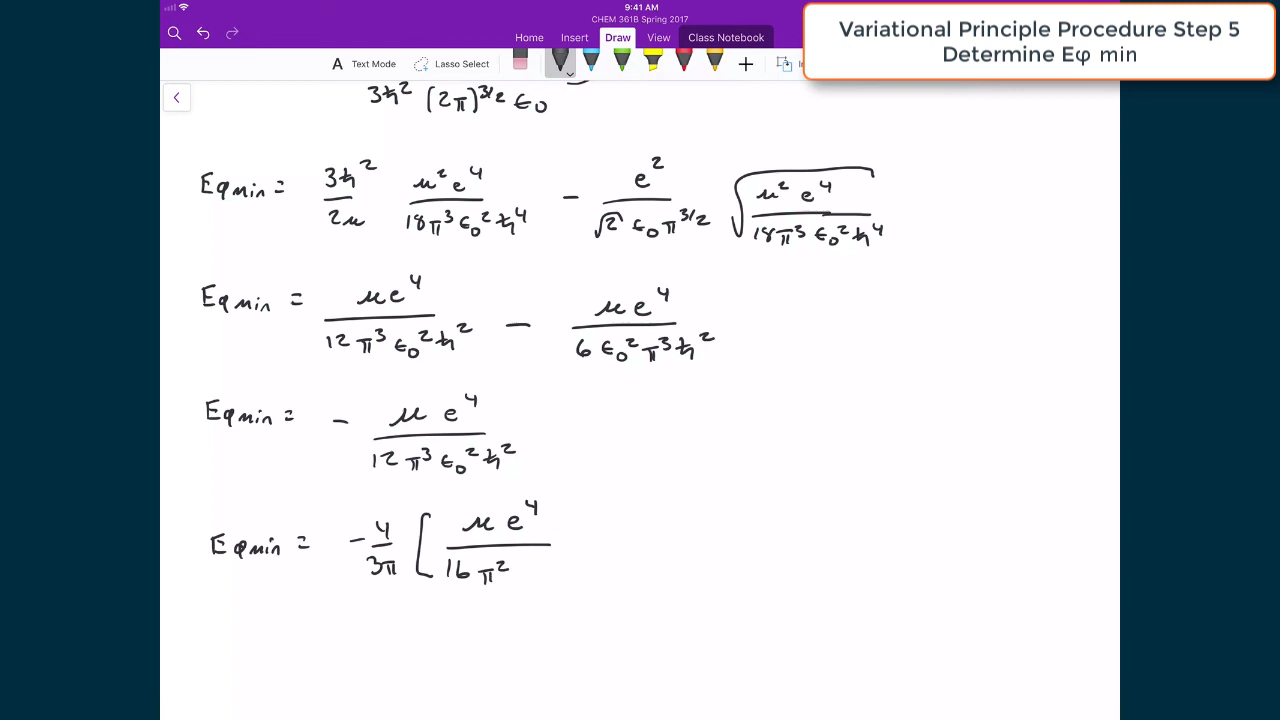 9:41 AM
CHEM 361B Spring 2017
Variational Principle Procedure Step 5
Determine Eφ min
Home Insert Draw View Class Notebook
A Text Mode Lasso Select + In
3ħ² (2π)^3/2 ε₀
Eφmin = 3ħ²/2μ μ²e⁴/18π³ε₀²ħ⁴ − e²/√2 ε₀π^3/2 √(μ²e⁴/18π³ε₀²ħ⁴)
Eφmin = μe⁴/12π³ε₀²ħ² − μe⁴/6ε₀²π³ħ²
Eφmin = − μe⁴/12π³ε₀²ħ²
Eφmin = −4/3π [ μe⁴/16π²